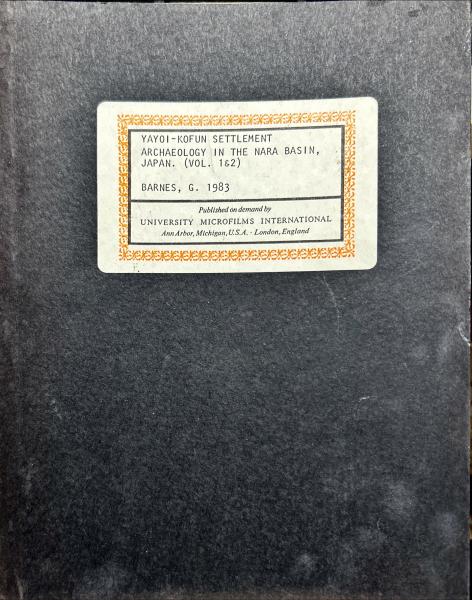 YAYOI-KOFUN SETTLEMENT
ARCHAEOLOGY IN THE NARA BASIN,
JAPAN. (VOL. 1&2)
BARNES, G. 1983
Published on demand by
UNIVERSITY MICROFILMS INTERNATIONAL
Ann Arbor, Michigan, U.S.A. - London, England